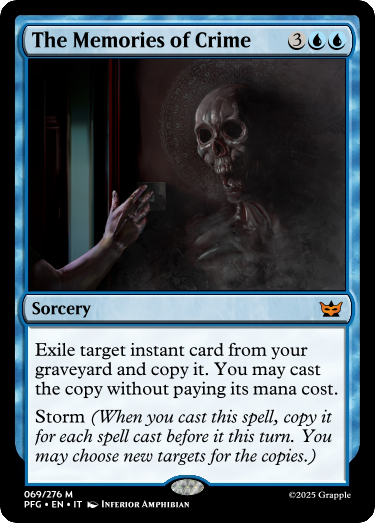 The Memories of Crime 3
Sorcery
Exile target instant card from your
graveyard and copy it. You may cast
the copy without paying its mana cost.
Storm (When you cast this spell, copy it
for each spell cast before it this turn. You
may choose new targets for the copies.)
069/276 M
PFG • EN • IT Inferior Amphibian
©2025 Grapple